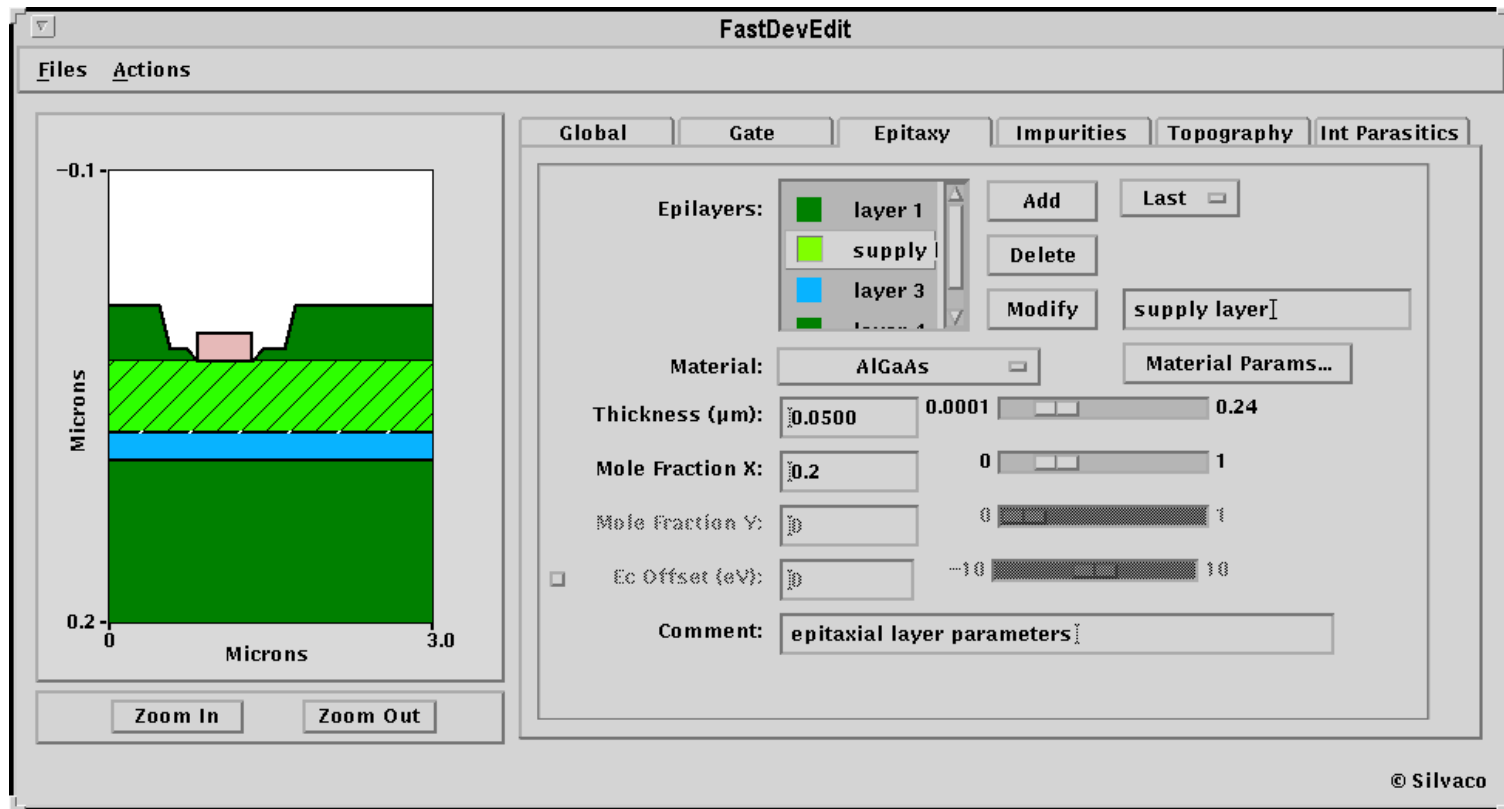 FastDevEdit
Files Actions
Global Gate Epitaxy Impurities Topography Int Parasitics
−0.1
Microns
0.2
0 3.0
Microns
Zoom In Zoom Out
Epilayers: layer 1 Add Last
supply Delete
layer 3 Modify supply layer
Material: AlGaAs Material Params...
Thickness (μm): 0.0500 0.0001 0.24
Mole Fraction X: 0.2 0 1
Mole Fraction Y: 0 0 1
Ec Offset (eV): 0 −10 10
Comment: epitaxial layer parameters
© Silvaco